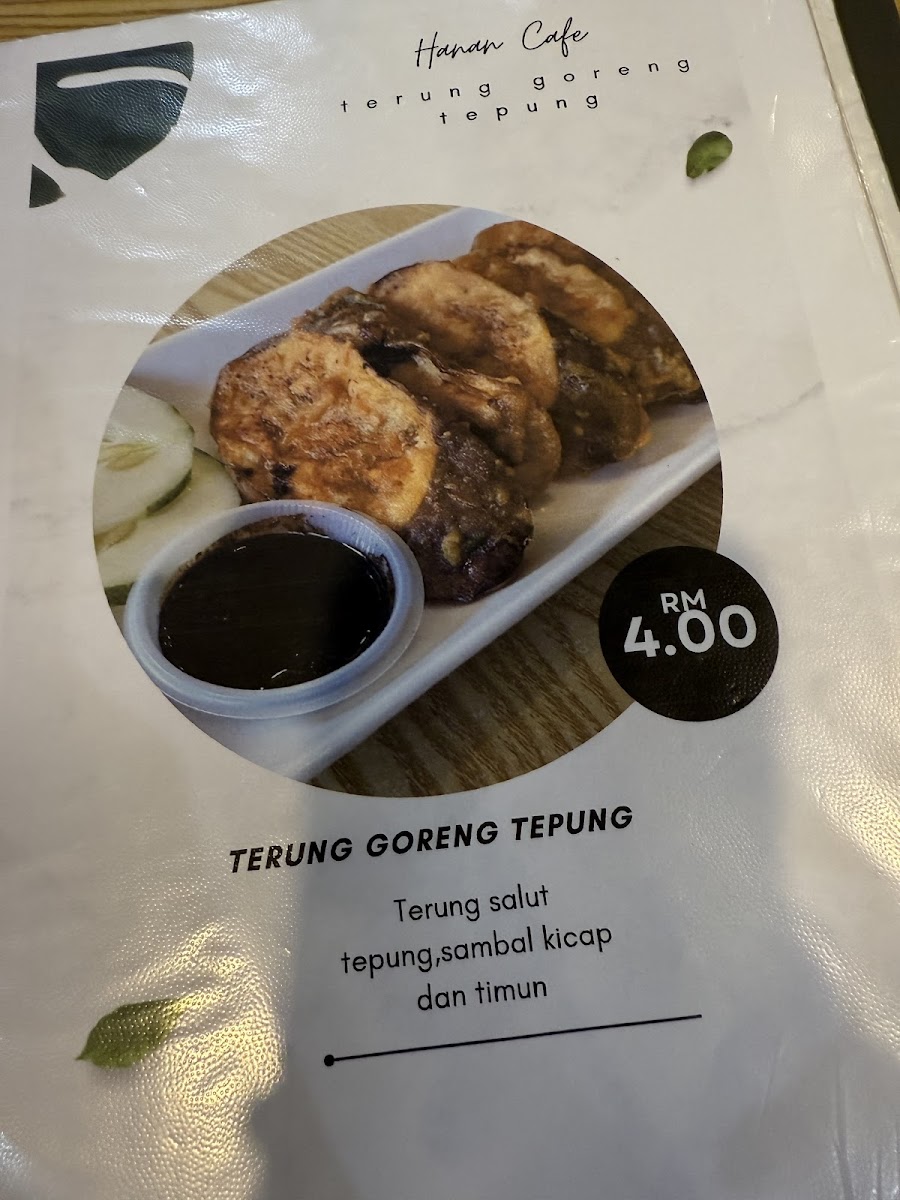 Hanan Cafe
terung goreng
tepung
RM
4.00
TERUNG GORENG TEPUNG
Terung salut
tepung,sambal kicap
dan timun